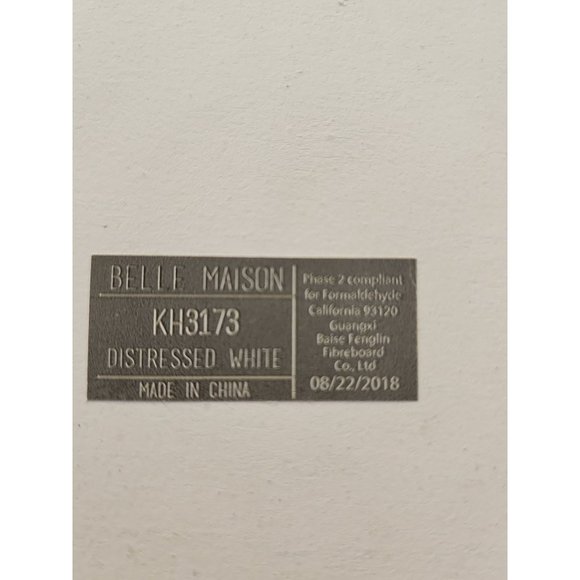 BELLE MAISON
KH3173
DISTRESSED WHITE
MADE IN CHINA
Phase 2 compliant
for Formaldehyde
California 93120
Guangxi
Baise Fenglin
Fibreboard
Co., Ltd
08/22/2018